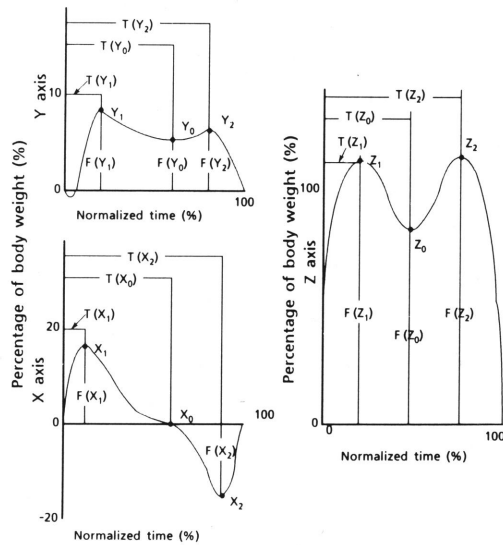 T (Y2)
T (Y0)
T (Y1)
10
Y1
Y0
Y2
F (Y1)
F (Y0)
F (Y2)
0
100
Normalized time (%)
Y axis
Percentage of body weight (%)
X axis
T (X2)
T (X0)
T (X1)
20
X1
F (X1)
X0
100
0
F (X2)
X2
-20
Normalized time (%)
T (Z2)
T (Z0)
T (Z1)
Z1
Z2
100
Z0
F (Z1)
F (Z0)
F (Z2)
Percentage of body weight (%)
Z axis
0
0
100
Normalized time (%)